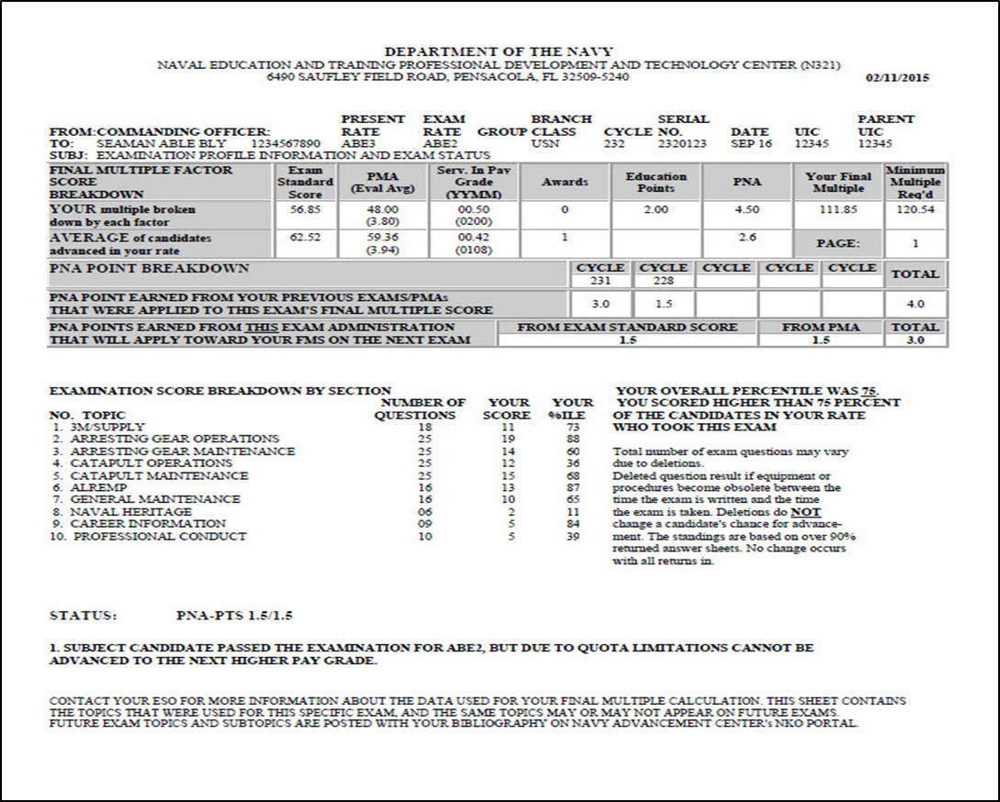 DEPARTMENT OF THE NAVY
NAVAL EDUCATION AND TRAINING PROFESSIONAL DEVELOPMENT AND TECHNOLOGY CENTER (N321)
6490 SAUFLEY FIELD ROAD, PENSACOLA, FL 32509-5240
02/11/2015
PRESENT EXAM BRANCH SERIAL PARENT
FROM:COMMANDING OFFICER: RATE RATE GROUP CLASS CYCLE NO. DATE UIC UIC
TO: SEAMAN ABLE BLY 1234567890 ABE3 ABE2 USN 232 2320123 SEP 16 12345 12345
SUBJ: EXAMINATION PROFILE INFORMATION AND EXAM STATUS
FINAL MULTIPLE FACTOR SCORE BREAKDOWN Exam Standard Score PMA (Eval Avg) Serv. In Pay Grade (YYMM) Awards Education Points PNA Your Final Multiple Minimum Multiple Req'd
YOUR multiple broken 56.85 48.00 00.50 0 2.00 4.50 111.85 120.54
down by each factor (3.80) (0200)
AVERAGE of candidates 62.52 59.36 00.42 1 2.6 PAGE: 1
advanced in your rate (3.94) (0108)
PNA POINT BREAKDOWN CYCLE CYCLE CYCLE CYCLE CYCLE TOTAL
231 228
PNA POINT EARNED FROM YOUR PREVIOUS EXAMS/PMAs 3.0 1.5 4.0
THAT WERE APPLIED TO THIS EXAM'S FINAL MULTIPLE SCORE
PNA POINTS EARNED FROM THIS EXAM ADMINISTRATION FROM EXAM STANDARD SCORE FROM PMA TOTAL
THAT WILL APPLY TOWARD YOUR FMS ON THE NEXT EXAM 1.5 1.5 3.0
EXAMINATION SCORE BREAKDOWN BY SECTION
NUMBER OF YOUR YOUR
NO. TOPIC QUESTIONS SCORE %ILE
1. 3M/SUPPLY 18 11 73
2. ARRESTING GEAR OPERATIONS 25 19 88
3. ARRESTING GEAR MAINTENANCE 25 14 60
4. CATAPULT OPERATIONS 25 12 36
5. CATAPULT MAINTENANCE 25 15 68
6. ALREMP 16 13 87
7. GENERAL MAINTENANCE 16 10 65
8. NAVAL HERITAGE 06 2 11
9. CAREER INFORMATION 09 5 84
10. PROFESSIONAL CONDUCT 10 5 39
YOUR OVERALL PERCENTILE WAS 75.
YOU SCORED HIGHER THAN 75 PERCENT
OF THE CANDIDATES IN YOUR RATE
WHO TOOK THIS EXAM
Total number of exam questions may vary
due to deletions.
Deleted question result if equipment or
procedures become obsolete between the
time the exam is written and the time
the exam is taken. Deletions do NOT
change a candidate's chance for advance-
ment. The standings are based on over 90%
returned answer sheets. No change occurs
with all returns in.
STATUS: PNA-PTS 1.5/1.5
1. SUBJECT CANDIDATE PASSED THE EXAMINATION FOR ABE2, BUT DUE TO QUOTA LIMITATIONS CANNOT BE
ADVANCED TO THE NEXT HIGHER PAY GRADE.
CONTACT YOUR ESO FOR MORE INFORMATION ABOUT THE DATA USED FOR YOUR FINAL MULTIPLE CALCULATION. THIS SHEET CONTAINS
THE TOPICS THAT WERE USED FOR THIS SPECIFIC EXAM, AND THE SAME TOPICS MAY OR MAY NOT APPEAR ON FUTURE EXAMS.
FUTURE EXAM TOPICS AND SUBTOPICS ARE POSTED WITH YOUR BIBLIOGRAPHY ON NAVY ADVANCEMENT CENTER's NKO PORTAL.